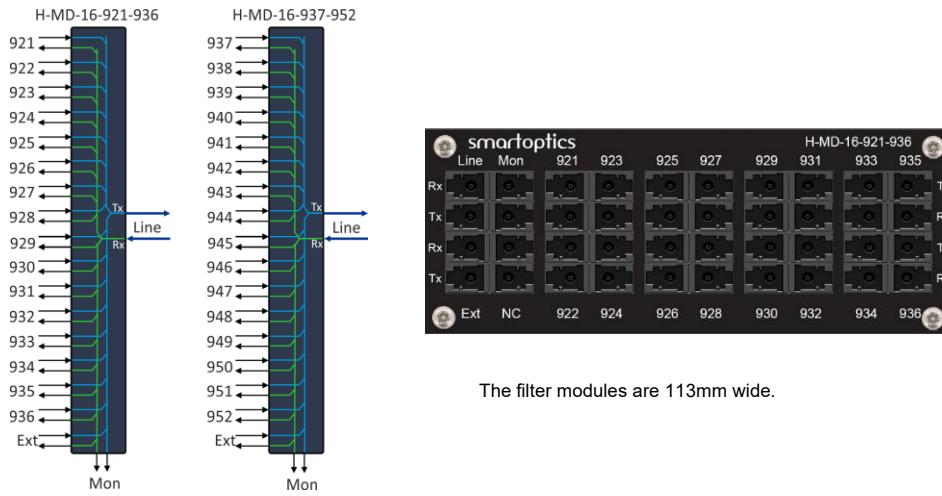 H-MD-16-921-936
921
922
923
924
925
926
927
928
929
930
931
932
933
934
935
936
Ext
Tx
Line
Rx
Mon
H-MD-16-937-952
937
938
939
940
941
942
943
944
945
946
947
948
949
950
951
952
Ext
Tx
Line
Rx
Mon
smartoptics H-MD-16-921-936
Line Mon 921 923 925 927 929 931 933 935
Rx
Tx
Rx
Tx
Ext NC 922 924 926 928 930 932 934 936
The filter modules are 113mm wide.